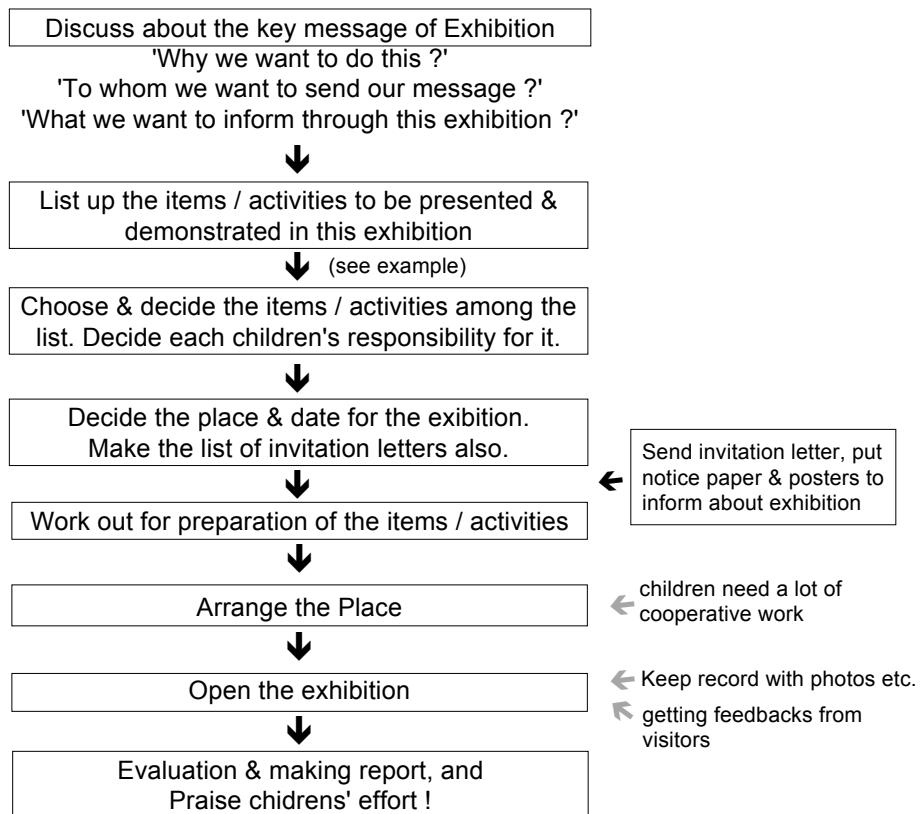 Discuss about the key message of Exhibition
'Why we want to do this ?'
'To whom we want to send our message ?'
'What we want to inform through this exhibition ?'
List up the items / activities to be presented &
demonstrated in this exhibition
(see example)
Choose & decide the items / activities among the
list. Decide each children's responsibility for it.
Decide the place & date for the exibition.
Make the list of invitation letters also.
Send invitation letter, put
notice paper & posters to
inform about exhibition
Work out for preparation of the items / activities
Arrange the Place
children need a lot of
cooperative work
Open the exhibition
Keep record with photos etc.
getting feedbacks from
visitors
Evaluation & making report, and
Praise chidrens' effort !